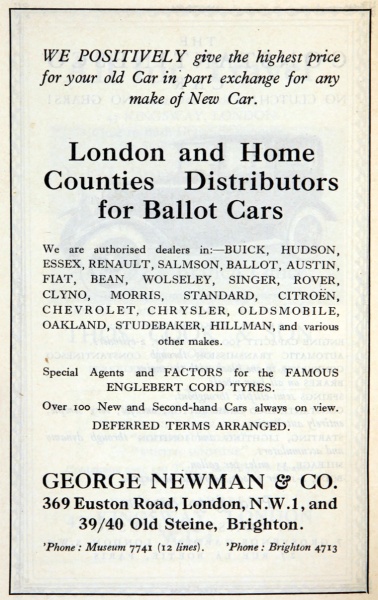 WE POSITIVELY give the highest price
for your old Car in part exchange for any
make of New Car.
London and Home
Counties Distributors
for Ballot Cars
We are authorised dealers in:—BUICK, HUDSON,
ESSEX, RENAULT, SALMSON, BALLOT, AUSTIN,
FIAT, BEAN, WOLSELEY, SINGER, ROVER,
CLYNO, MORRIS, STANDARD, CITROËN,
CHEVROLET, CHRYSLER, OLDSMOBILE,
OAKLAND, STUDEBAKER, HILLMAN, and various
other makes.
Special Agents and FACTORS for the FAMOUS
ENGLEBERT CORD TYRES.
Over 100 New and Second-hand Cars always on view.
DEFERRED TERMS ARRANGED.
GEORGE NEWMAN & CO.
369 Euston Road, London, N.W.1, and
39/40 Old Steine, Brighton.
'Phone: Museum 7741 (12 lines). 'Phone: Brighton 4713